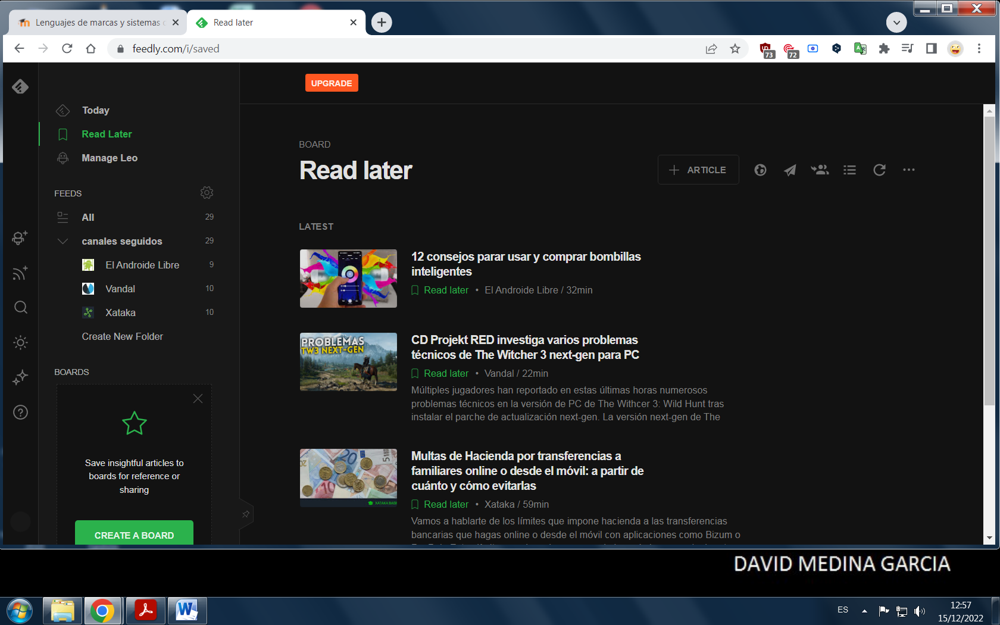 Lenguajes de marcas y sistemas
Read later
feedly.com/i/saved
73
72
UPGRADE
Today
Read Later
Manage Leo
FEEDS
All 29
canales seguidos 29
El Androide Libre 9
Vandal 10
Xataka 10
Create New Folder
BOARDS
Save insightful articles to
boards for reference or
sharing
CREATE A BOARD
BOARD
Read later
ARTICLE
LATEST
12 consejos parar usar y comprar bombillas
inteligentes
Read later • El Androide Libre / 32min
PROBLEMAS
TW3 NEXT-GEN
CD Projekt RED investiga varios problemas
técnicos de The Witcher 3 next-gen para PC
Read later • Vandal / 22min
Múltiples jugadores han reportado en estas últimas horas numerosos
problemas técnicos en la versión de PC de The Withcer 3: Wild Hunt tras
instalar el parche de actualización next-gen. La versión next-gen de The
Multas de Hacienda por transferencias a
familiares online o desde el móvil: a partir de
cuánto y cómo evitarlas
Read later • Xataka / 59min
Vamos a hablarte de los límites que impone hacienda a las transferencias
bancarias que hagas online o desde el móvil con aplicaciones como Bizum o
DAVID MEDINA GARCIA
ES
12:57
15/12/2022